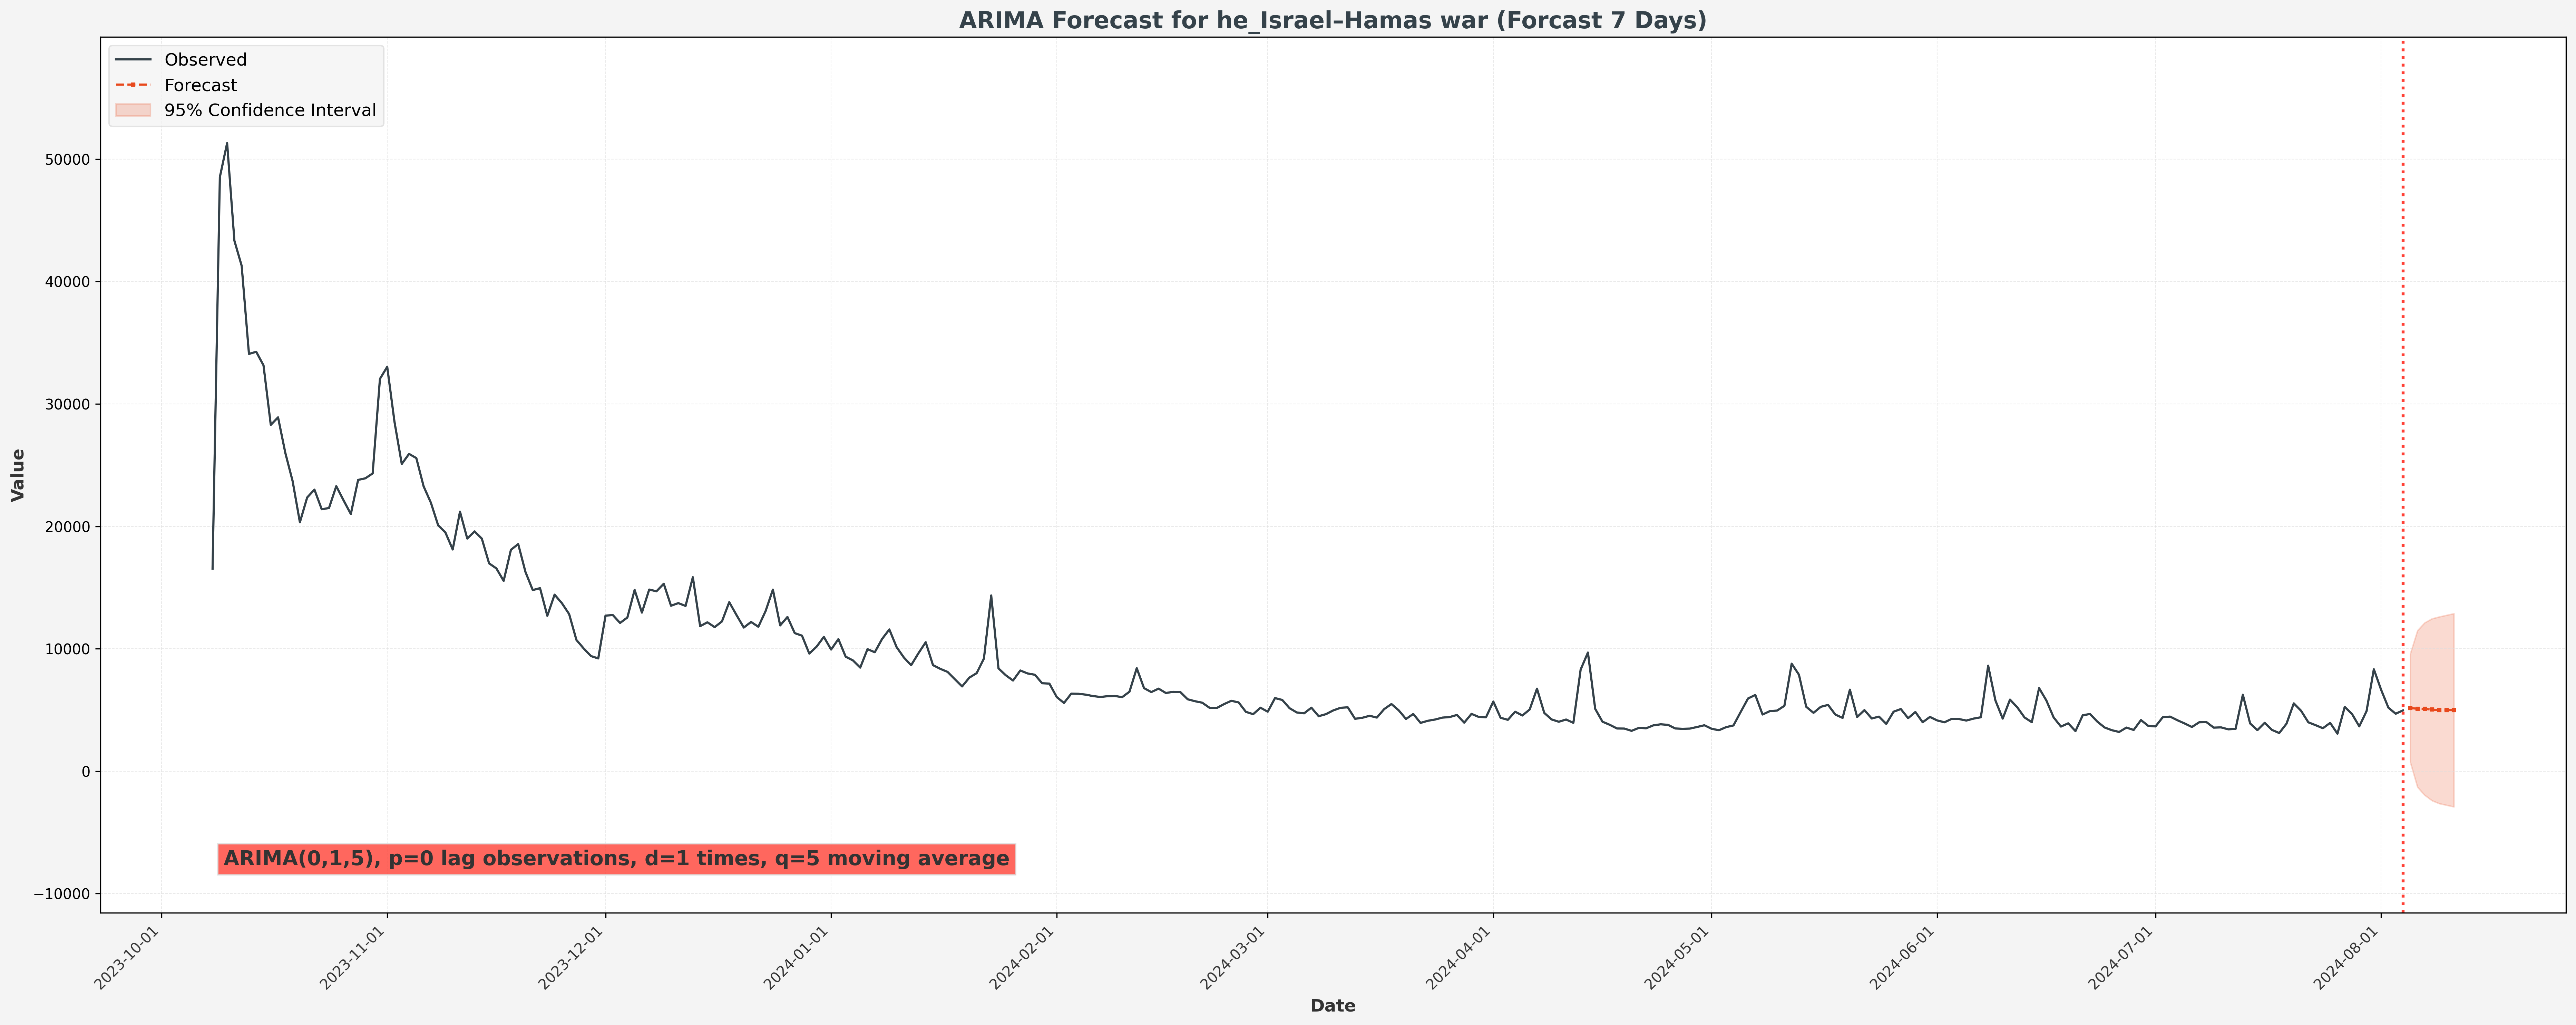 ARIMA Forecast for he_Israel–Hamas war (Forcast 7 Days)
Observed
Forecast
95% Confidence Interval
50000
40000
30000
20000
10000
0
−10000
Value
ARIMA(0,1,5), p=0 lag observations, d=1 times, q=5 moving average
2023-10-01
2023-11-01
2023-12-01
2024-01-01
2024-02-01
2024-03-01
2024-04-01
2024-05-01
2024-06-01
2024-07-01
2024-08-01
Date